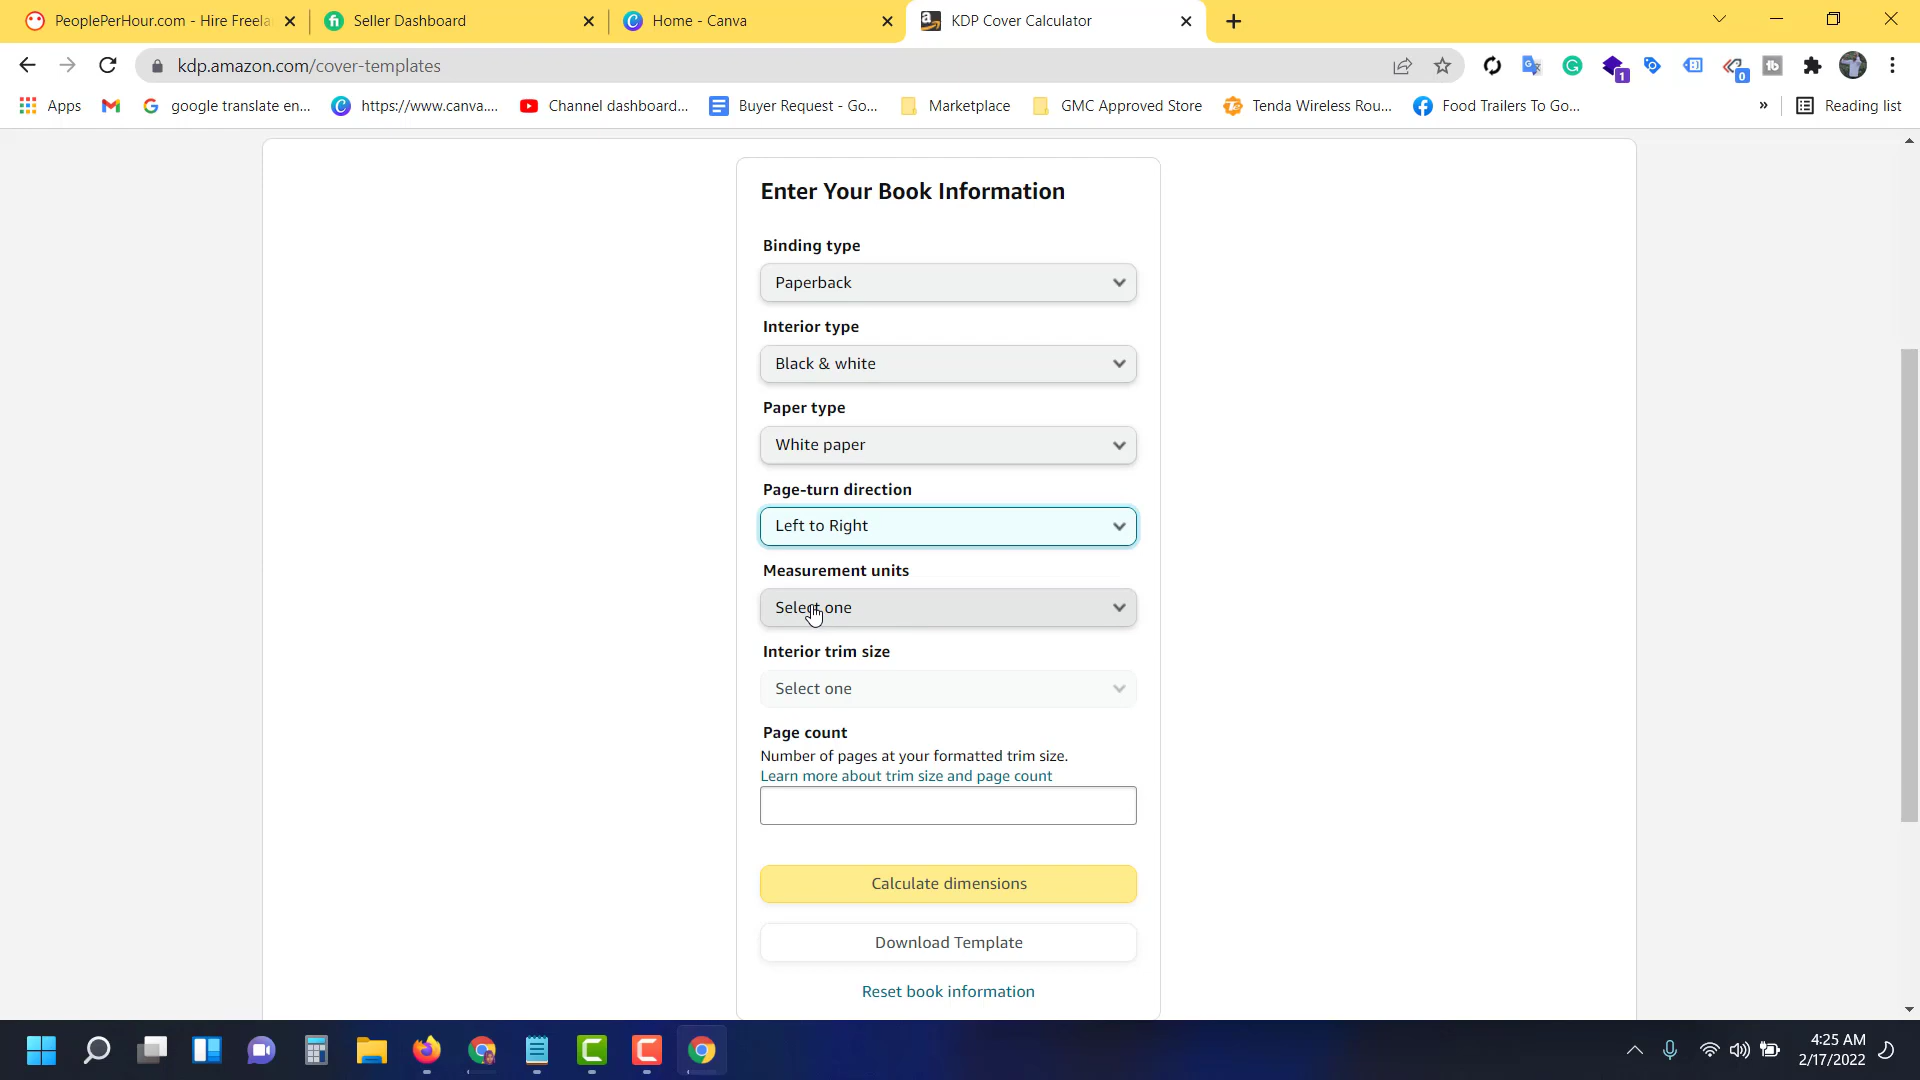 PeoplePerHour.com - Hire Freela
Seller Dashboard
Home - Canva
KDP Cover Calculator
kdp.amazon.com/cover-templates
1
0
Apps
google translate en...
https://www.canva....
Channel dashboard...
Buyer Request - Go...
Marketplace
GMC Approved Store
Tenda Wireless Rou...
Food Trailers To Go...
»
Reading list
Enter Your Book Information
Binding type
Paperback
Interior type
Black & white
Paper type
White paper
Page-turn direction
Left to Right
Measurement units
Select one
Interior trim size
Select one
Page count
Number of pages at your formatted trim size.
Learn more about trim size and page count
Calculate dimensions
Download Template
Reset book information
4:25 AM
2/17/2022